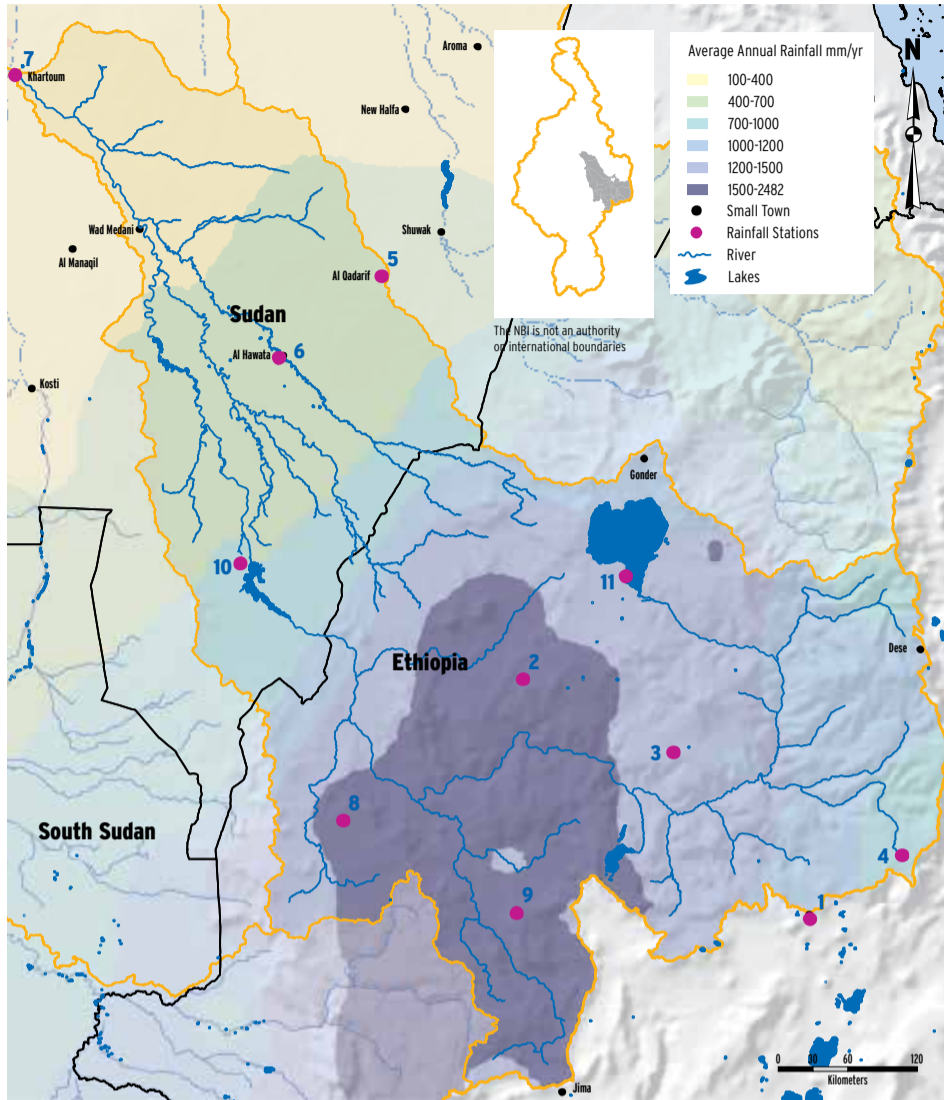 Aroma
New Halfa
.7
Khartoum
Average Annual Rainfall mm/yr
100-400
400-700
700-1000
1000-1200
1200-1500
1500-2482
Small Town
Rainfall Stations
River
Lakes
N
Wad Medani
Al Managil
Shuwak
5
Al Qadarif
Sudan
The NBI is not an authority
on international boundaries
Al Hawata
6
Kosti
Gonder
10
11
Dese
Ethiopia
2
3
8
South Sudan
4
9
1
0 30 60 120
Kilometers
Jima